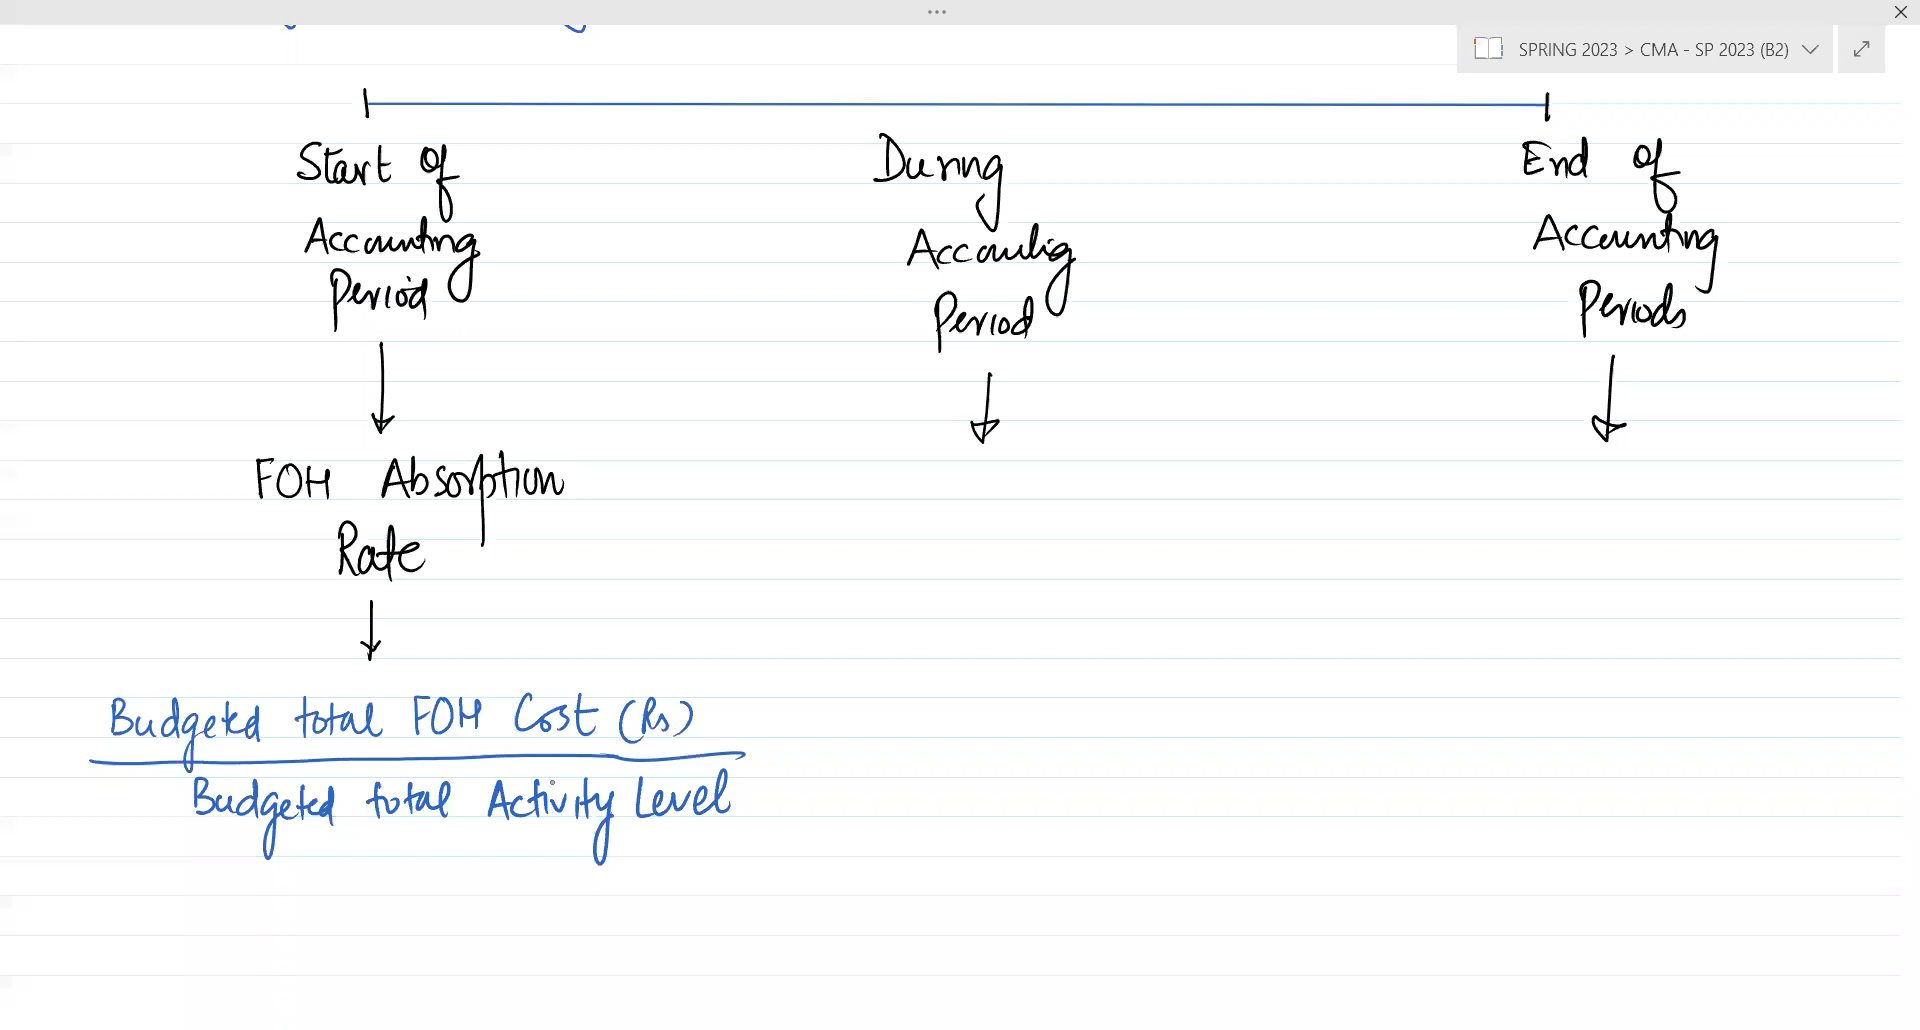 SPRING 2023 > CMA - SP 2023 (B2)
Start of
Accounting
Period
During
Accounting
Period
End of
Accounting
Periods
FOH Absorption
Rate
Budgeted total FOH Cost (Rs)
Budgeted total Activity Level